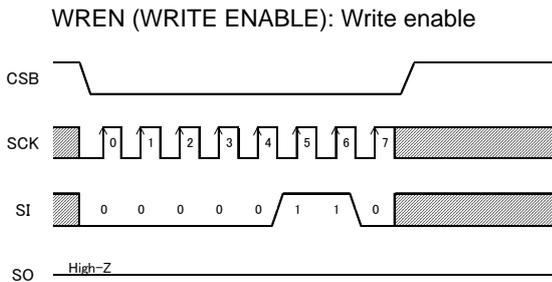 WREN (WRITE ENABLE): Write enable
CSB
SCK 0 1 2 3 4 5 6 7
SI 0 0 0 0 0 1 1 0
High-Z
SO